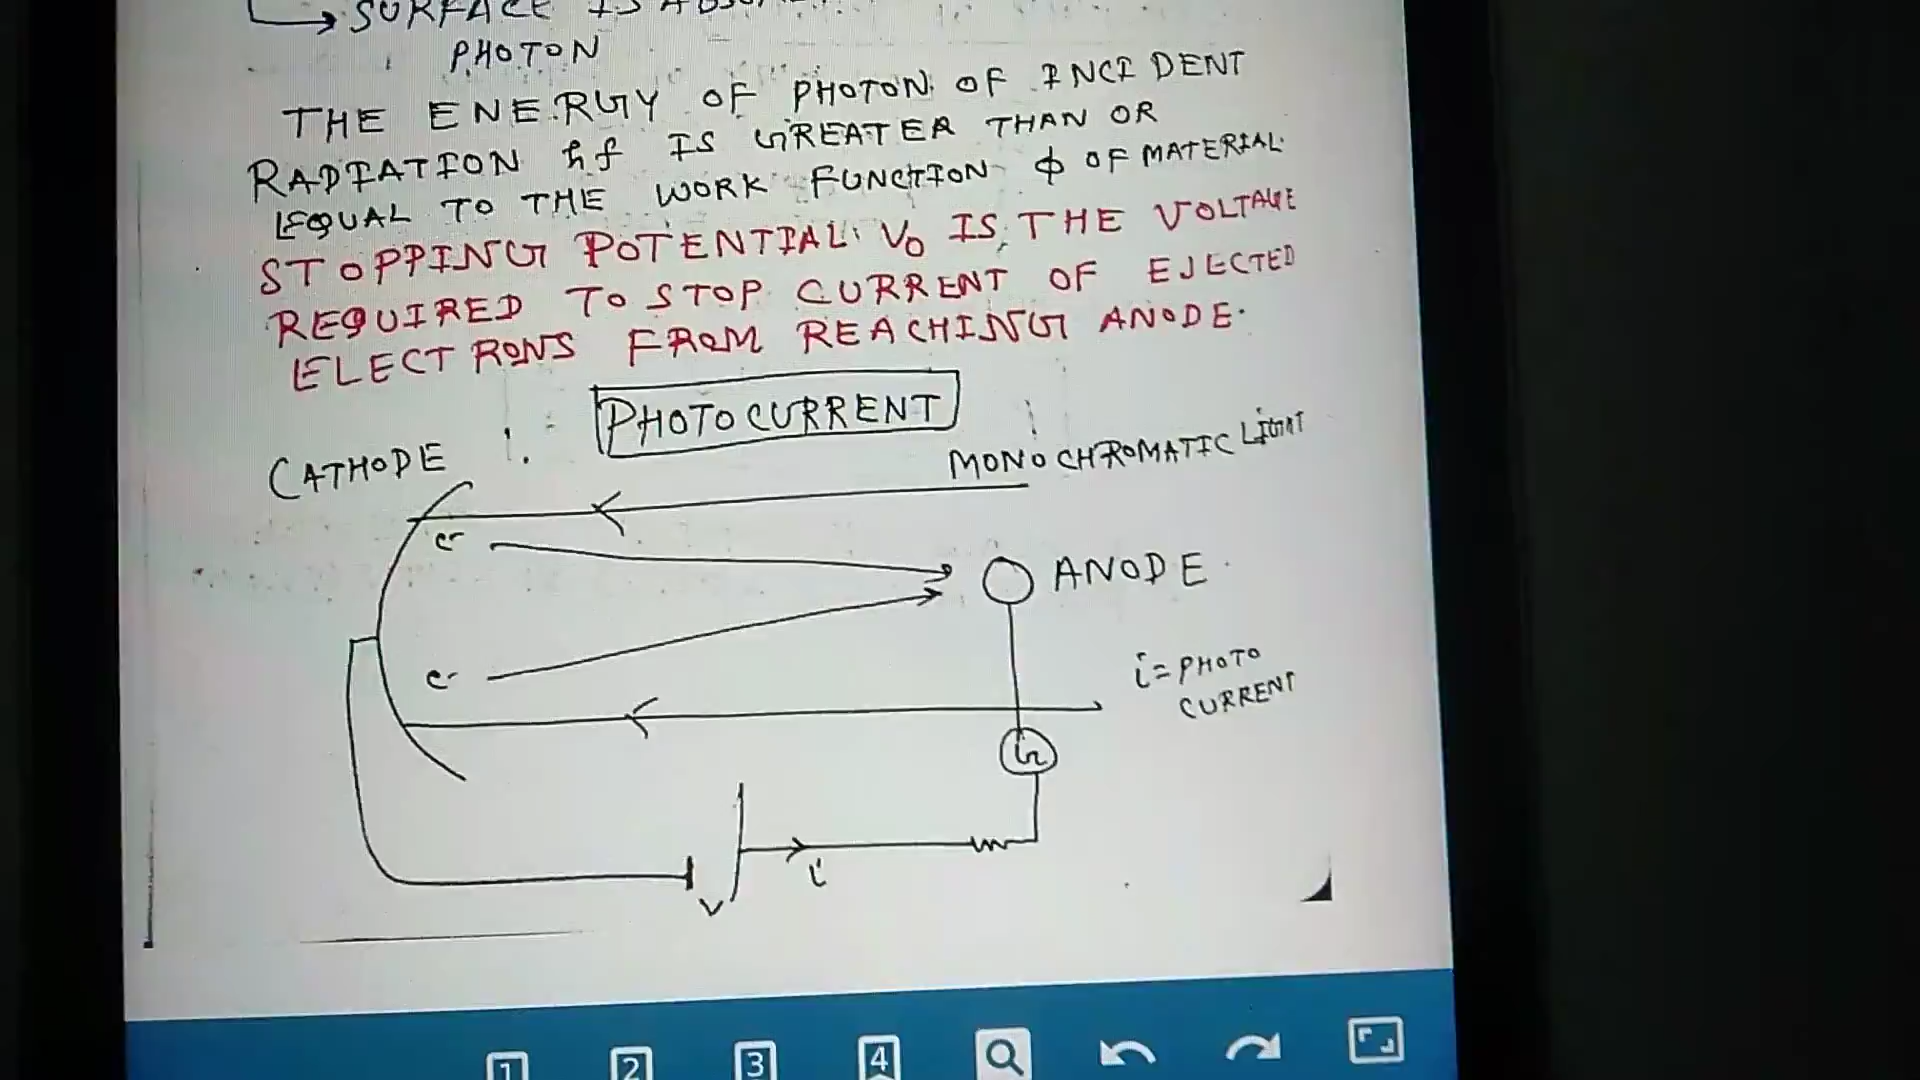 SURFACE IS
PHOTON
THE ENERGY OF PHOTON OF INCIDENT
RADIATION hf IS GREATER THAN OR
EQUAL TO THE WORK FUNCTION ϕ OF MATERIAL.
STOPPING POTENTIAL V0 IS THE VOLTAGE
REQUIRED TO STOP CURRENT OF EJECTED
ELECTRONS FROM REACHING ANODE.
PHOTOCURRENT
CATHODE
MONOCHROMATIC LIGHT
e-
ANODE
e-
i = PHOTO
CURRENT
G
i
V
1 2 3 4